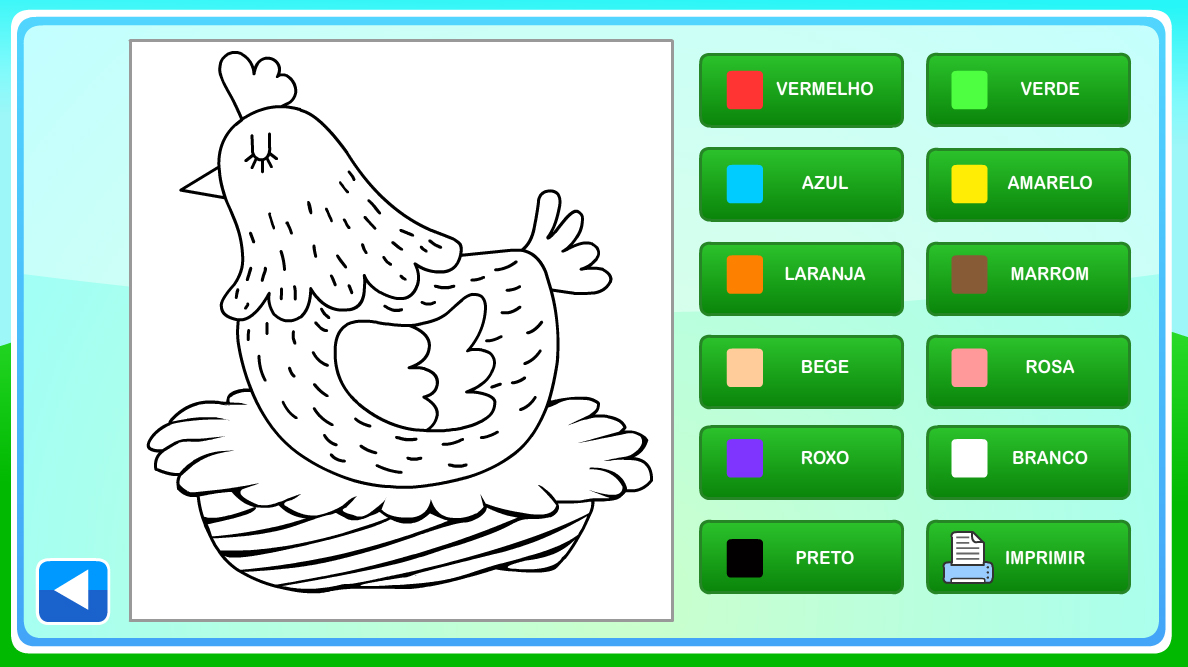 VERMELHO
VERDE
AZUL
AMARELO
LARANJA
MARROM
BEGE
ROSA
ROXO
BRANCO
PRETO
IMPRIMIR